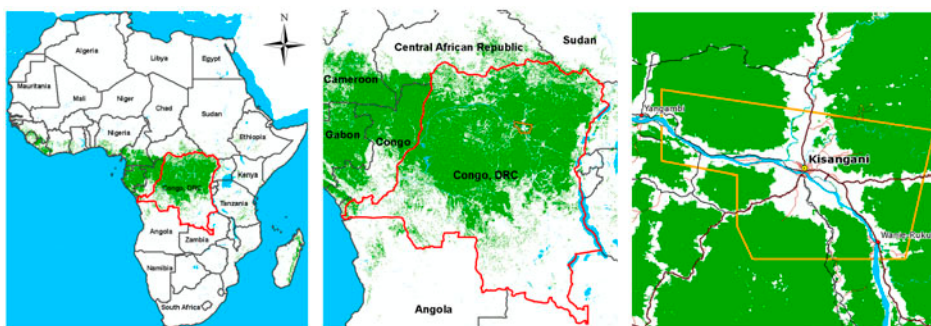 N
Algeria
Libya
Egypt
Mauritania
Mali
Niger
Chad
Sudan
Nigeria
Ethiopia
Kenya
Congo, DRC
Tanzania
Angola
Zambia
Namibia
South Africa
Central African Republic
Sudan
Cameroon
Gabon
Congo
Congo, DRC
Angola
Yangambi
Kisangani